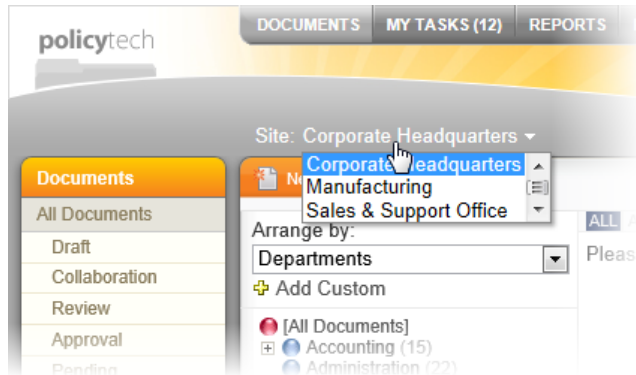 policytech
DOCUMENTS MY TASKS (12) REPORTS
Site: Corporate Headquarters
Corporate Headquarters
Manufacturing
Sales & Support Office
Documents
All Documents
Draft
Collaboration
Review
Approval
Pending
Arrange by:
Departments
Add Custom
[All Documents]
Accounting (15)
Administration (22)
ALL